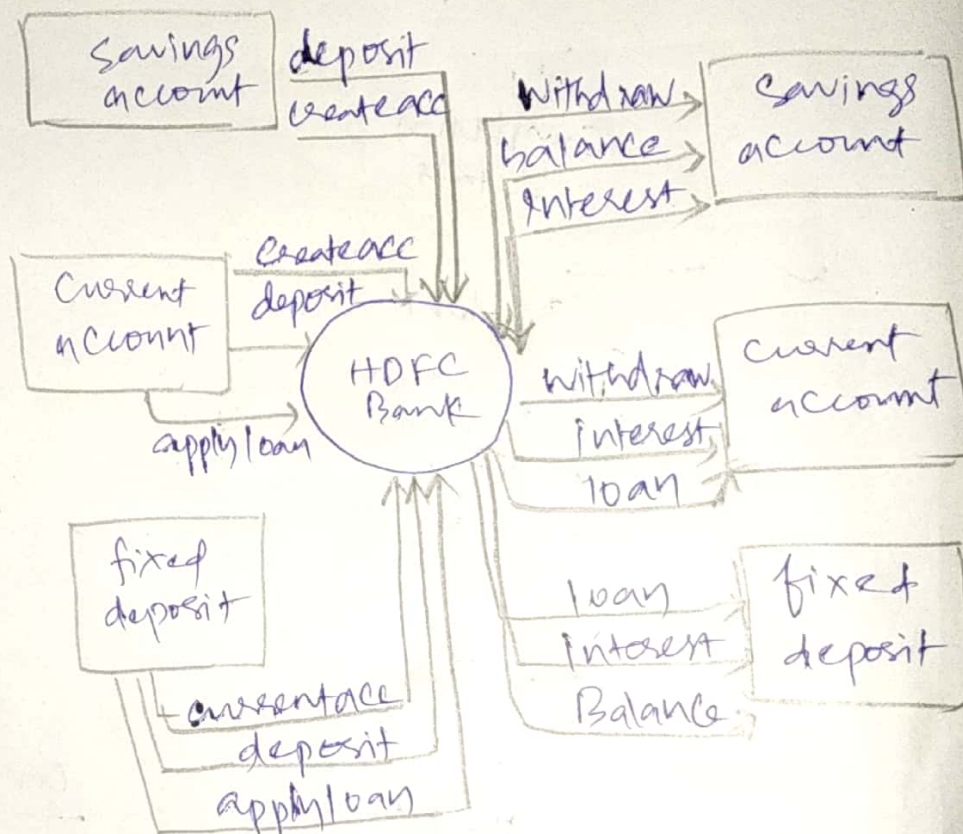 savings
account
deposit
createacc
withdraw
balance
interest
savings
account
createacc
deposit
current
account
applyloan
HDFC
Bank
withdraw
interest
loan
current
account
fixed
deposit
currentacc
deposit
applyloan
loan
interest
Balance
fixed
deposit